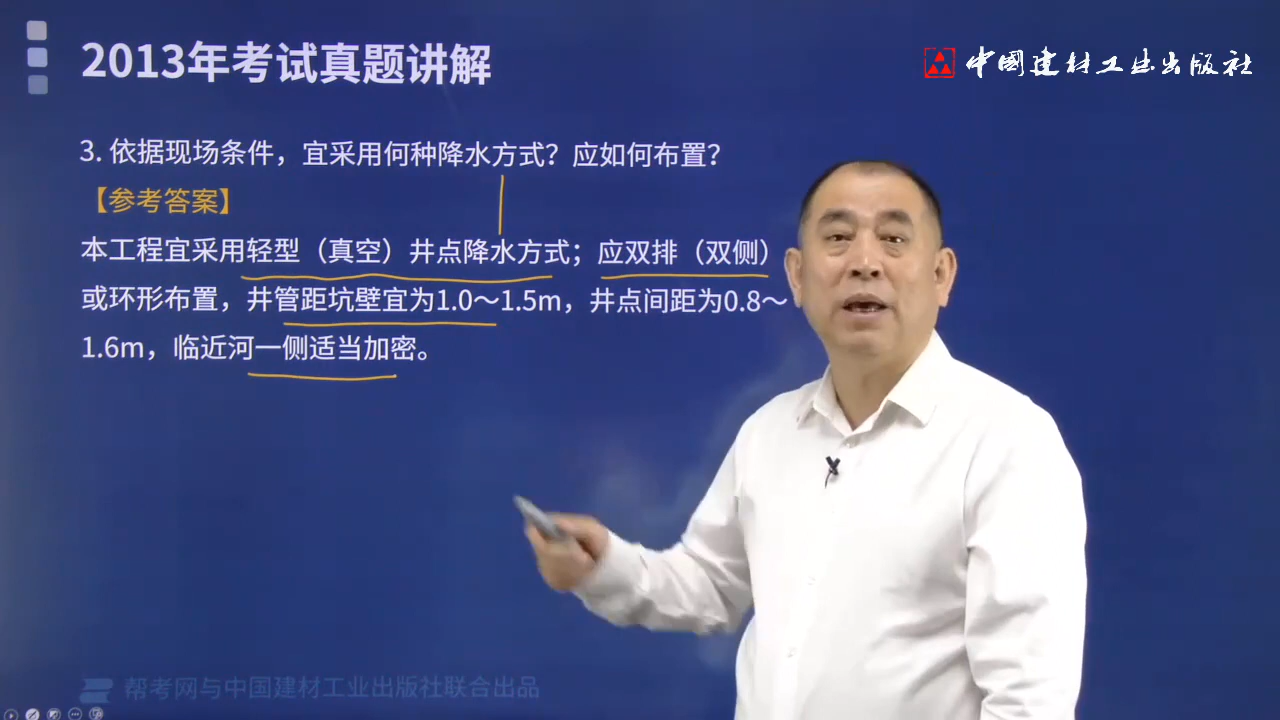 2013年考试真题讲解
中国建材工业出版社
3. 依据现场条件，宜采用何种降水方式？应如何布置？
【参考答案】
本工程宜采用轻型（真空）井点降水方式；应双排（双侧）
或环形布置，井管距坑壁宜为1.0～1.5m，井点间距为0.8～
1.6m，临近河一侧适当加密。
帮考网与中国建材工业出版社联合出品